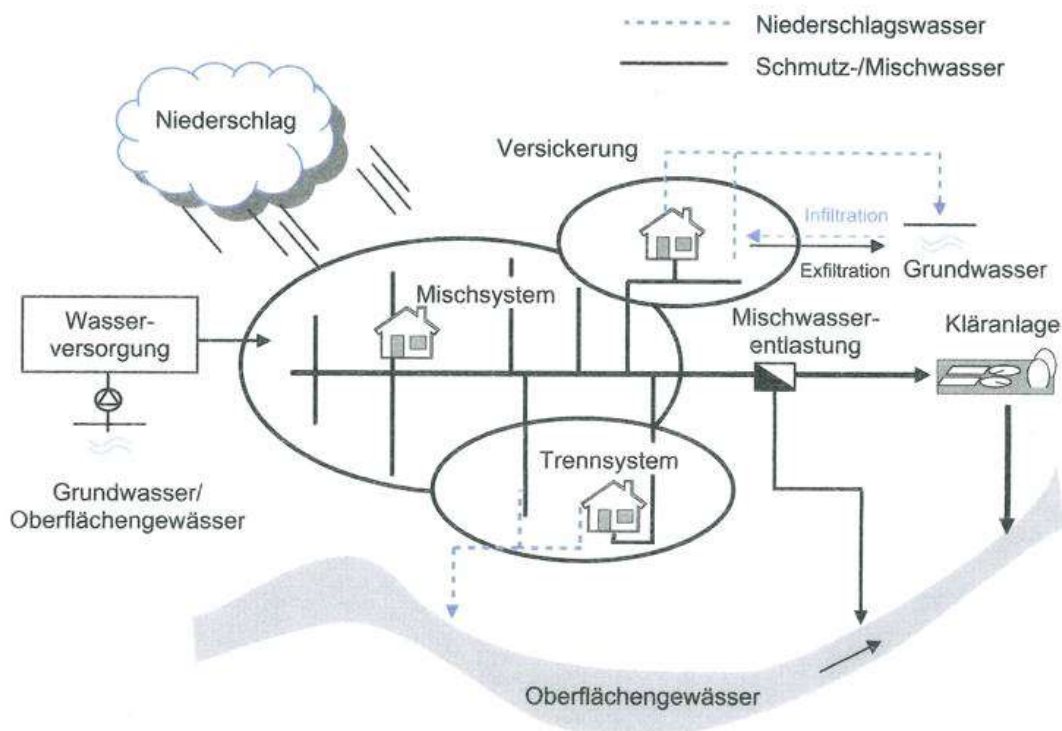 Niederschlagswasser
Schmutz-/Mischwasser
Niederschlag
Versickerung
Infiltration
Exfiltration
Grundwasser
Mischsystem
Wasser-
versorgung
Mischwasser-
entlastung
Kläranlage
Trennsystem
Grundwasser/
Oberflächengewässer
Oberflächengewässer